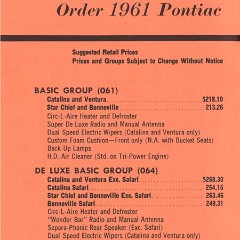 Order 1961 Pontiac
Suggested Retail Prices
Prices and Groups Subject to Change Without Notice
BASIC GROUP (061)
Catalina and Ventura $218.10
Star Chief and Bonneville 213.26
Circ-L-Aire Heater and Defroster
Super De Luxe Radio and Manual Antenna
Dual Speed Electric Wipers (Catalina and Ventura only)
Custom Foam Cushion—Front only (N.A. with Bucket Seats)
Back Up Lamps
H.D. Air Cleaner (Std. on Tri-Power Engine)
DE LUXE BASIC GROUP (064)
Catalina and Ventura Exc. Safari $268.30
Catalina Safari 254.15
Star Chief and Bonneville Exc. Safari 263.46
Bonneville Safari 249.31
Circ-L-Aire Heater and Defroster
"Wonder Bar" Radio and Manual Antenna
Separa-Phonic Rear Speaker (Exc. Safari)
Dual Speed Electric Wipers (Catalina and Ventura only)